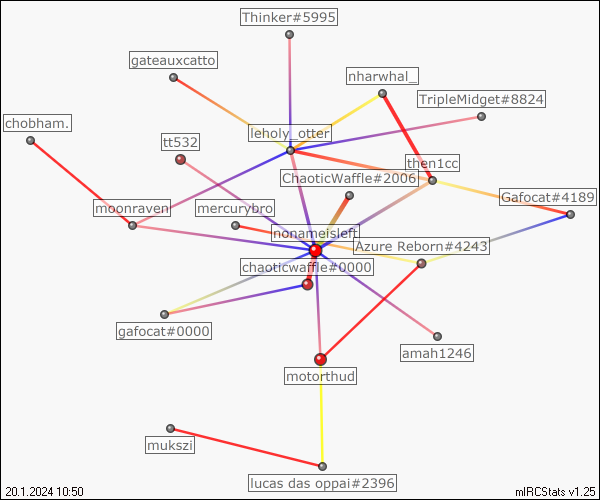 Thinker#5995
gateauxcatto
nharwhal_
TripleMidget#8824
chobham.
leholy_otter
tt532
then1cc
ChaoticWaffle#2006
Gafocat#4189
moonraven
mercurybro
nonameisleft
Azure Reborn#4243
chaoticwaffle#0000
gafocat#0000
amah1246
motorthud
mukszi
lucas das oppai#2396
20.1.2024 10:50
mIRCStats v1.25